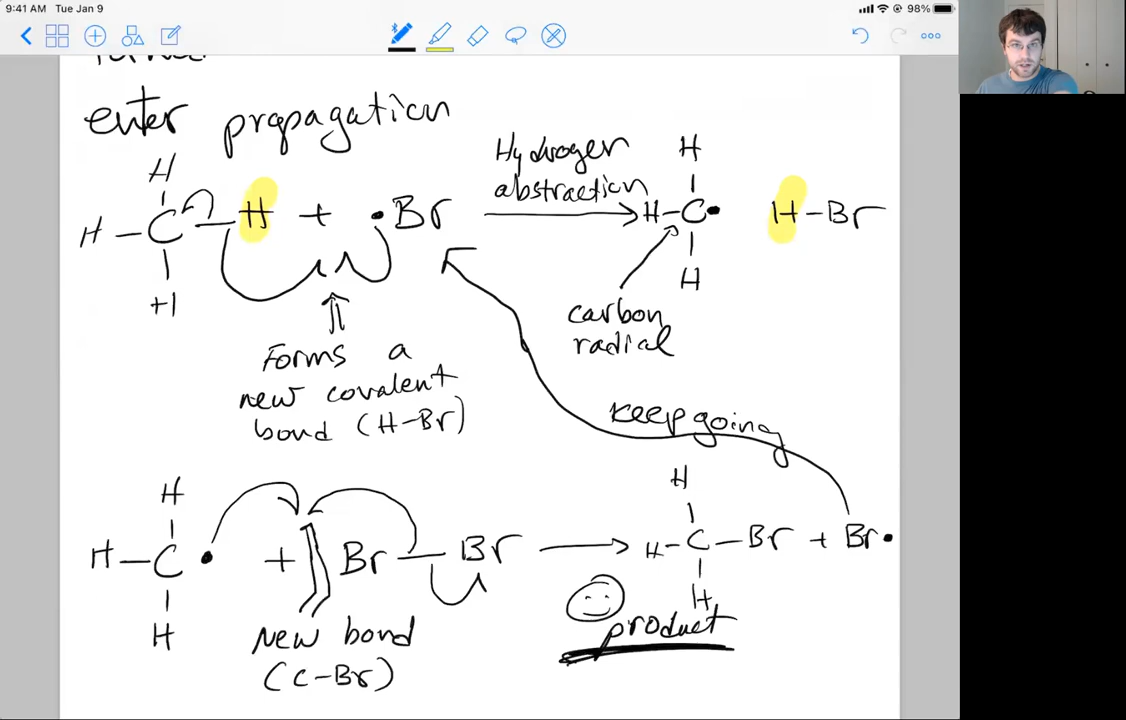 9:41 AM Tue Jan 9
98%
enter propagation
H
H – C – H + •Br
H
Hydrogen
abstraction
H
H – C• H – Br
H
carbon
radial
Forms a
new covalent
bond (H–Br)
keep going
H
H – C • + Br – Br
H
New bond
(C–Br)
H
H – C – Br + Br•
H
product